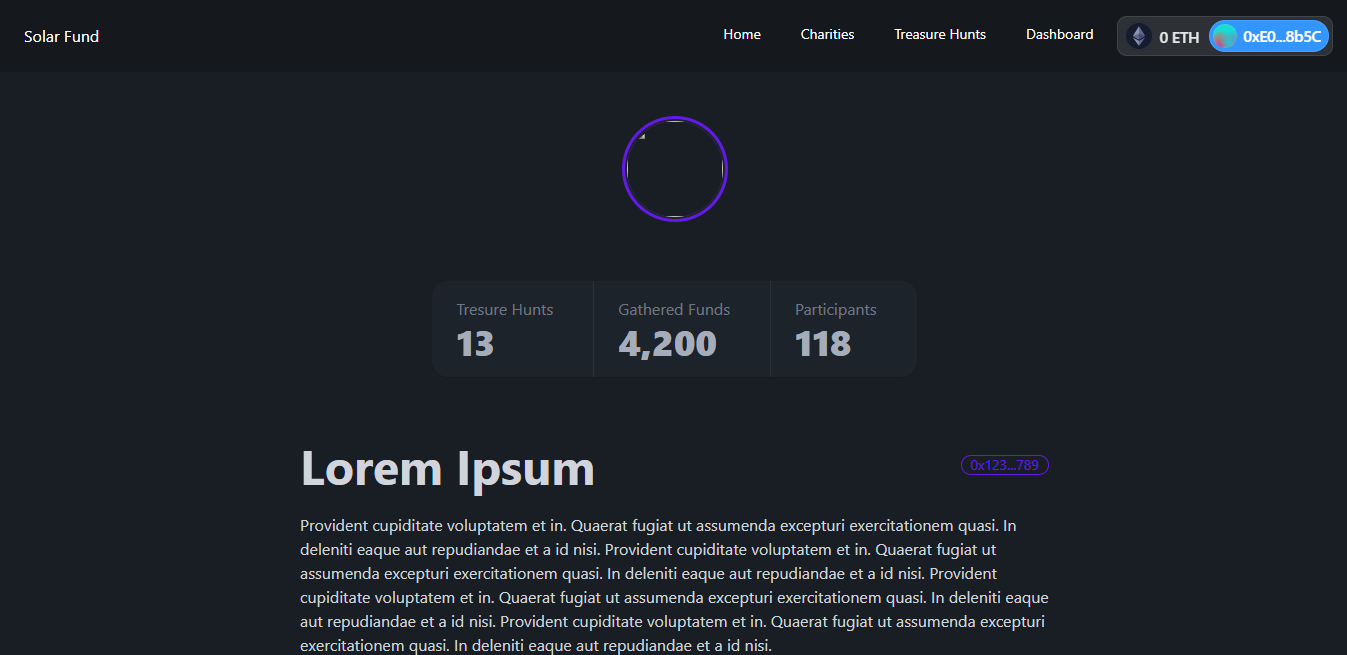 Solar Fund
Home
Charities
Treasure Hunts
Dashboard
0 ETH
0xE0...8b5C
Tresure Hunts
13
Gathered Funds
4,200
Participants
118
Lorem Ipsum
0x123...789
Provident cupiditate voluptatem et in. Quaerat fugiat ut assumenda excepturi exercitationem quasi. In
deleniti eaque aut repudiandae et a id nisi. Provident cupiditate voluptatem et in. Quaerat fugiat ut
assumenda excepturi exercitationem quasi. In deleniti eaque aut repudiandae et a id nisi. Provident
cupiditate voluptatem et in. Quaerat fugiat ut assumenda excepturi exercitationem quasi. In deleniti eaque
aut repudiandae et a id nisi. Provident cupiditate voluptatem et in. Quaerat fugiat ut assumenda excepturi
exercitationem quasi. In deleniti eaque aut repudiandae et a id nisi.